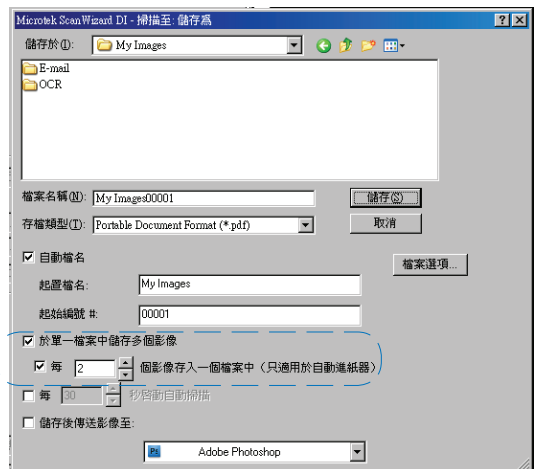 Microtek ScanWizard DI - 掃描至: 儲存爲
儲存於(I): My Images
E-mail
OCR
檔案名稱(N): My Images00001 儲存(S)
存檔類型(T): Portable Document Format (*.pdf) 取消
自動檔名 檔案選項...
起置檔名: My Images
起始編號 #: 00001
於單一檔案中儲存多個影像
每 2 個影像存入一個檔案中（只適用於自動進紙器）
每 30 秒啓動自動掃描
儲存後傳送影像至:
Ps Adobe Photoshop